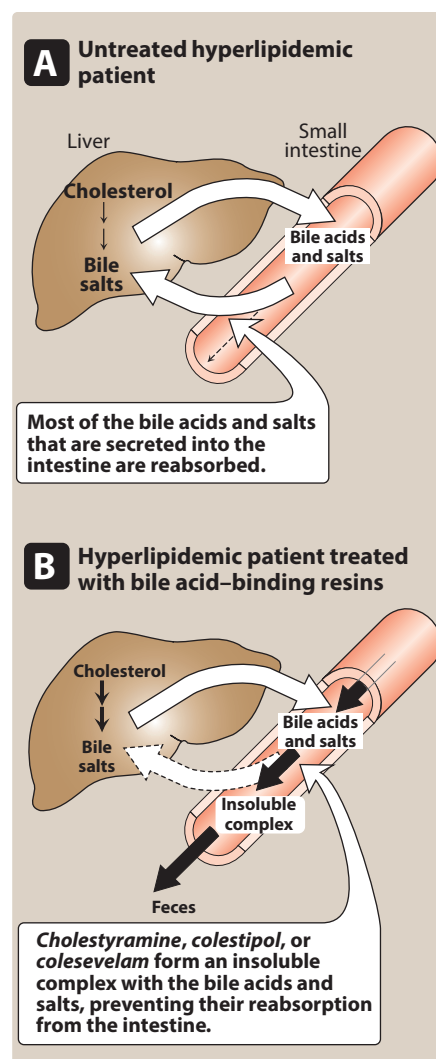 A Untreated hyperlipidemic
patient
Liver
Small
intestine
Cholesterol
Bile
salts
Bile acids
and salts
Most of the bile acids and salts
that are secreted into the
intestine are reabsorbed.
B Hyperlipidemic patient treated
with bile acid–binding resins
Cholesterol
Bile
salts
Bile acids
and salts
Insoluble
complex
Feces
Cholestyramine, colestipol, or
colesevelam form an insoluble
complex with the bile acids and
salts, preventing their reabsorption
from the intestine.